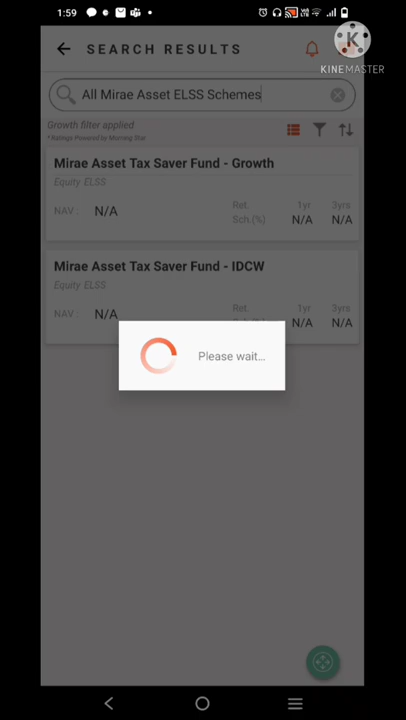 1:59
SEARCH RESULTS
K
KINEMASTER
All Mirae Asset ELSS Schemes
Growth filter applied
* Ratings Powered by Morning Star
Mirae Asset Tax Saver Fund - Growth
Equity ELSS
Ret. 1yr 3yrs
NAV : N/A Sch.(%) N/A N/A
Mirae Asset Tax Saver Fund - IDCW
Equity ELSS
Ret. 1yr 3yrs
NAV : N/A N/A N/A
Please wait...